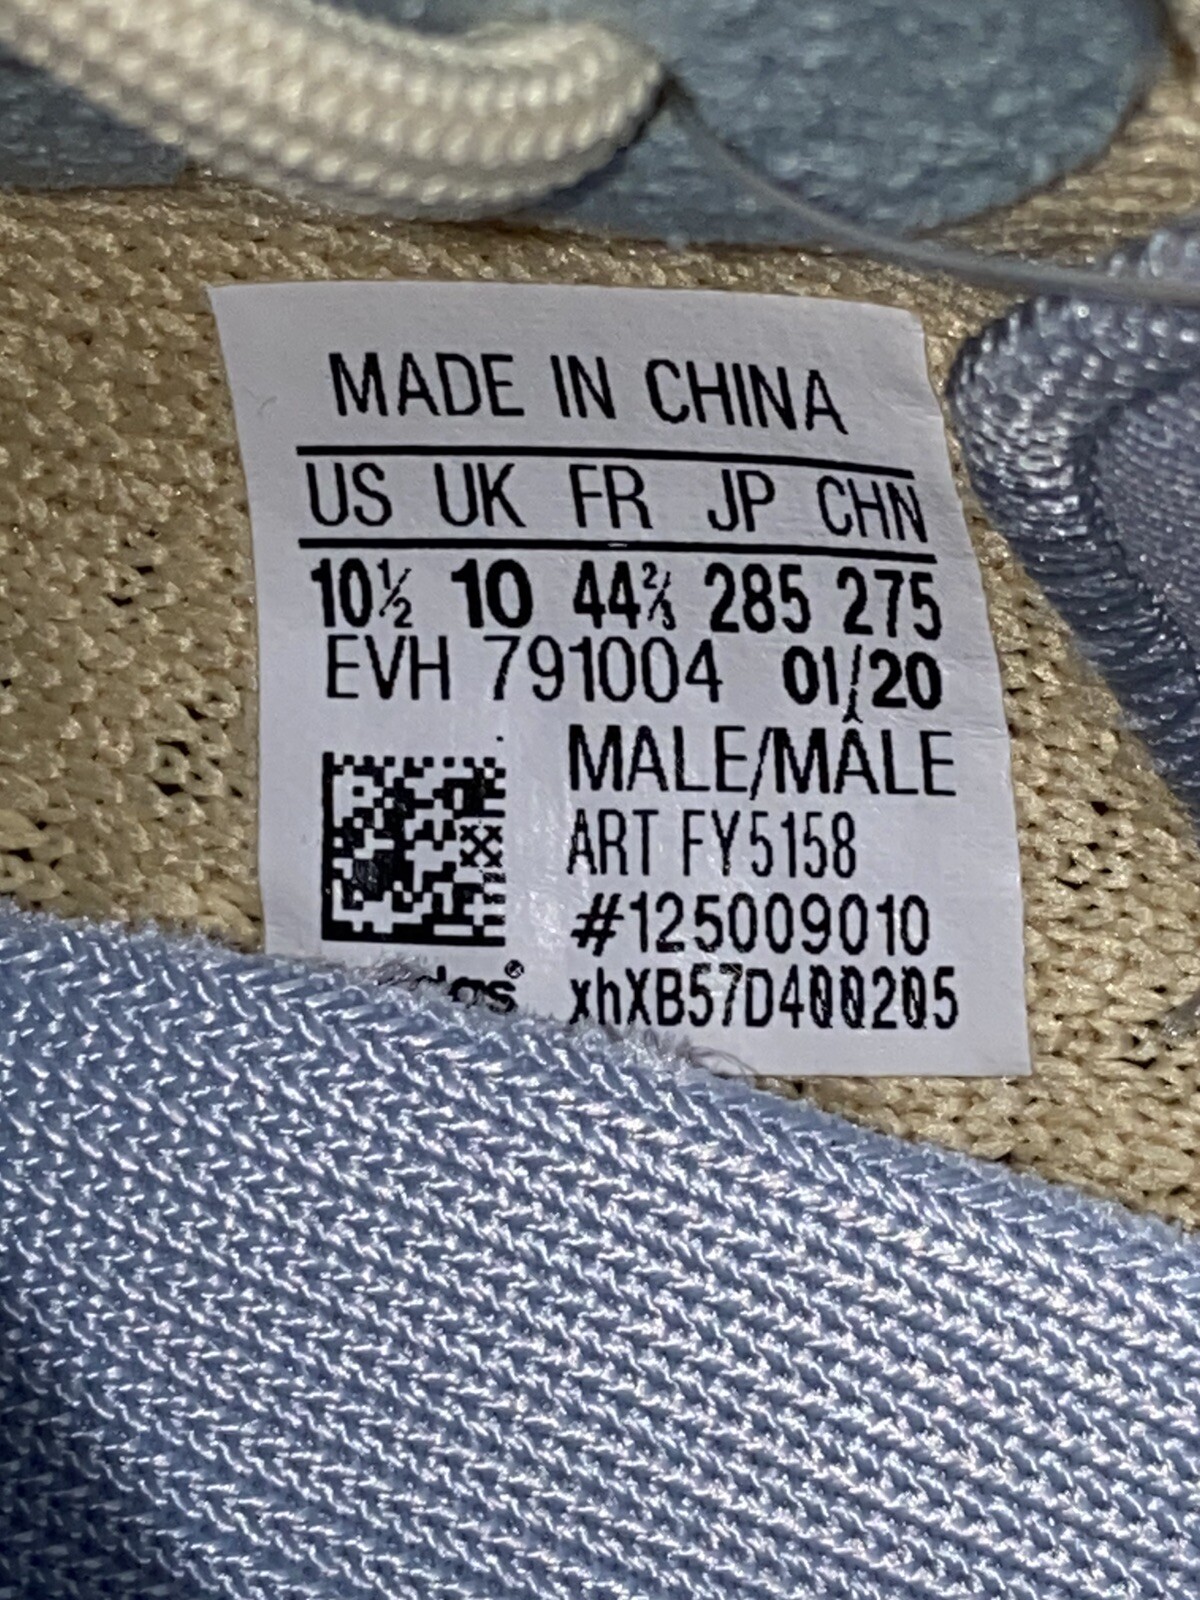 MADE IN CHINA
US UK FR JP CHN
10½ 10 44⅔ 285 275
EVH 791004 01/20
MALE/MÂLE
ART FY5158
#125009010
xhXB57D400205